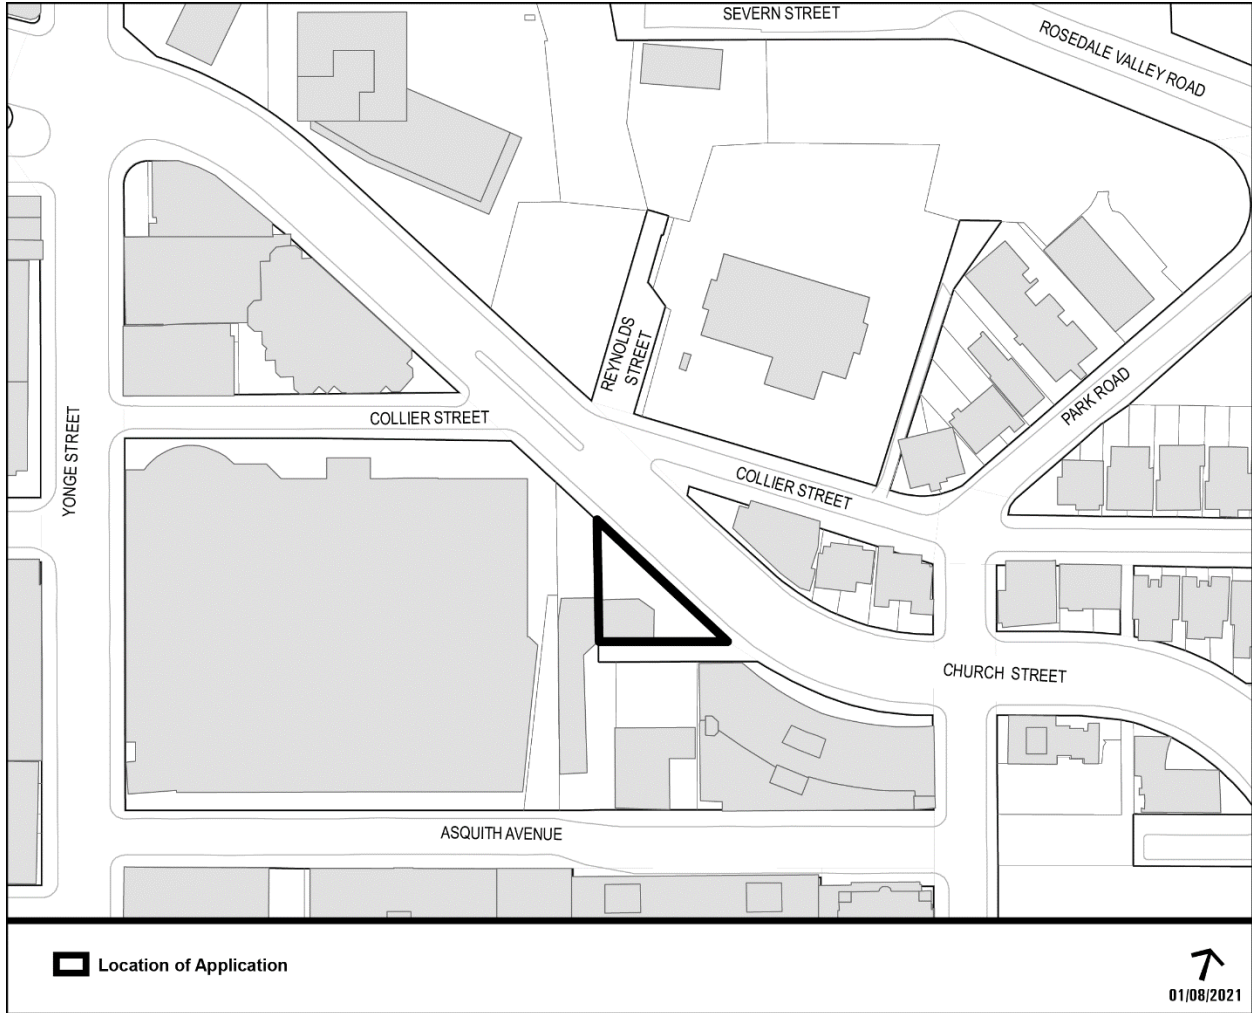 SEVERN STREET
ROSEDALE VALLEY ROAD
REYNOLDS
STREET
PARK ROAD
COLLIER STREET
YONGE STREET
COLLIER STREET
CHURCH STREET
ASQUITH AVENUE
Location of Application
01/08/2021